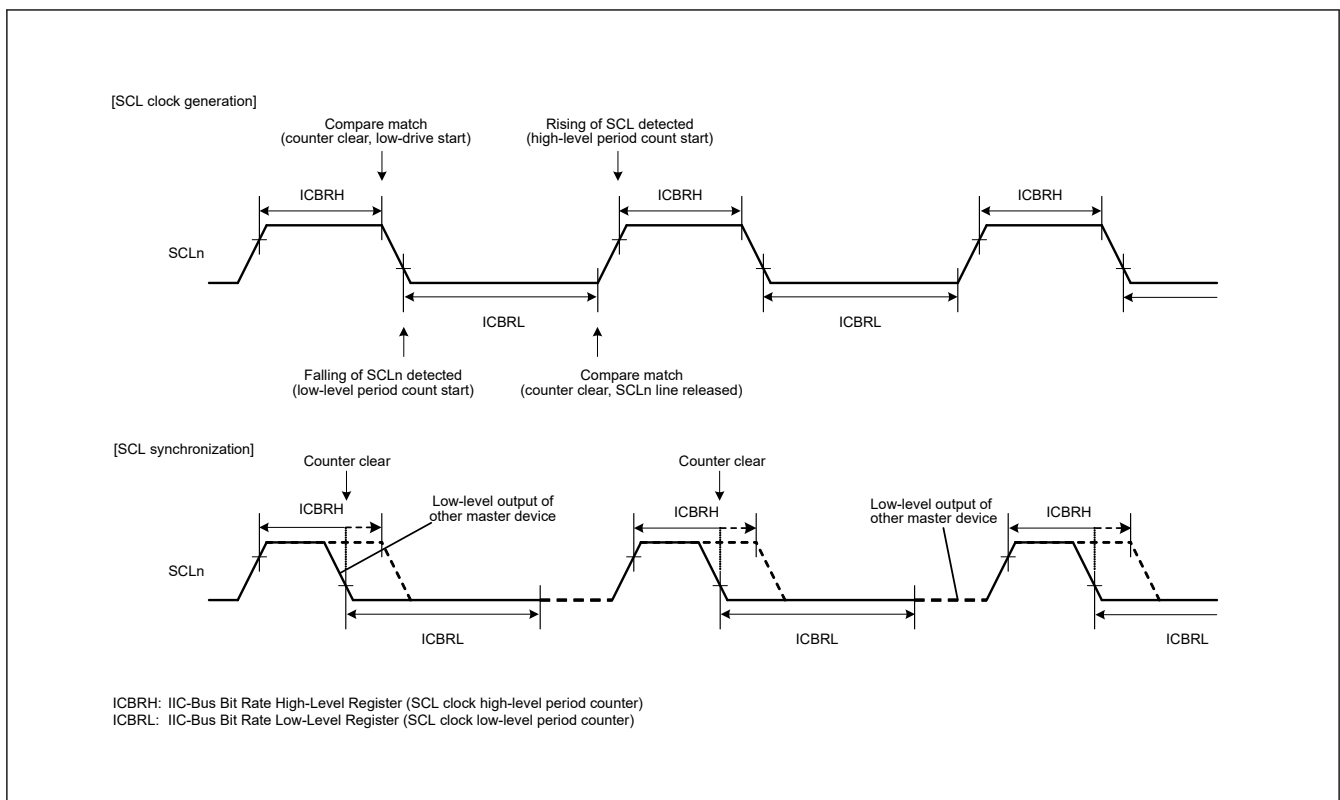 [SCL clock generation]
Compare match
(counter clear, low-drive start)
Rising of SCL detected
(high-level period count start)
ICBRH
ICBRH
ICBRH
SCLn
ICBRL
ICBRL
Falling of SCLn detected
(low-level period count start)
Compare match
(counter clear, SCLn line released)
[SCL synchronization]
Counter clear
Counter clear
ICBRH
Low-level output of
other master device
ICBRH
Low-level output of
other master device
ICBRH
SCLn
ICBRL
ICBRL
ICBRL
ICBRH: IIC-Bus Bit Rate High-Level Register (SCL clock high-level period counter)
ICBRL: IIC-Bus Bit Rate Low-Level Register (SCL clock low-level period counter)